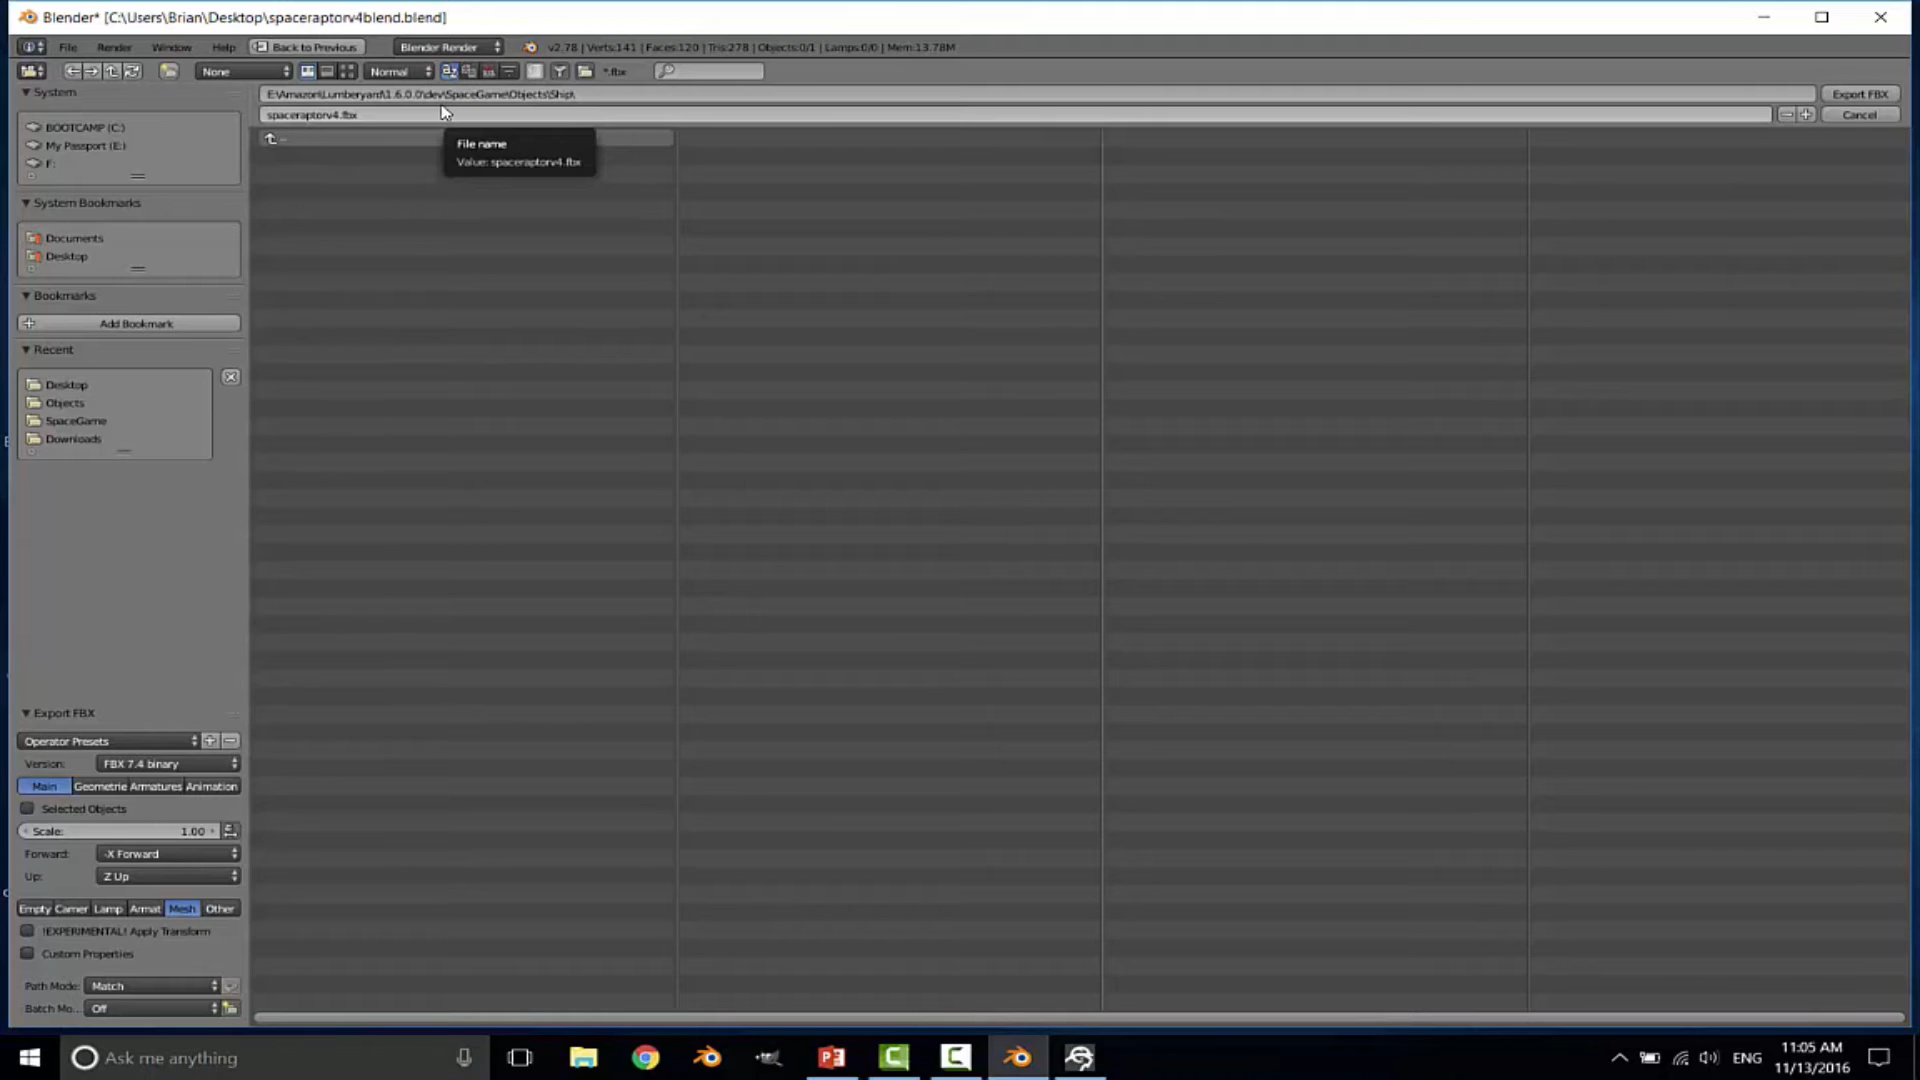 Blender* [C:\Users\Brian\Desktop\spaceraptorv4blend.blend]
File Render Window Help Back to Previous Blender Render v2.78 | Verts:141 | Faces:120 | Tris:278 | Objects:0/1 | Lamps:0/0 | Mem:13.78M
None Normal *.fbx
System
E:\Amazon\Lumberyard\1.6.0.0\dev\SpaceGame\Objects\Ship\ Export FBX
spaceraptorv4.fbx Cancel
BOOTCAMP (C:)
My Passport (E:)
F:
File name
Value: spaceraptorv4.fbx
System Bookmarks
Documents
Desktop
Bookmarks
Add Bookmark
Recent
Desktop
Objects
SpaceGame
Downloads
Export FBX
Operator Presets
Version: FBX 7.4 binary
Main Geometrie Armatures Animation
Selected Objects
Scale: 1.00
Forward: -X Forward
Up: Z Up
Empty Camer Lamp Armat Mesh Other
!EXPERIMENTAL! Apply Transform
Custom Properties
Path Mode: Match
Batch Mo... Off
Ask me anything
ENG
11:05 AM
11/13/2016